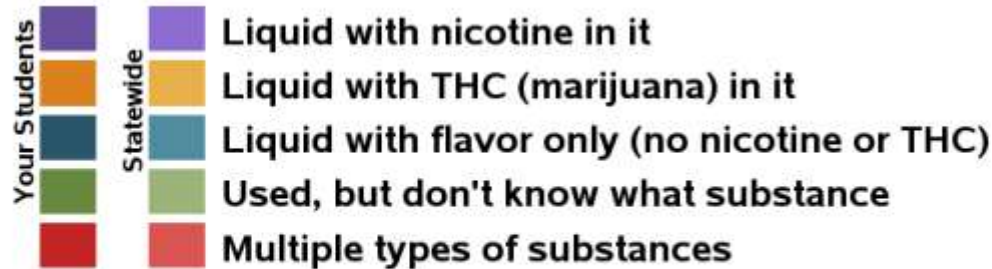 Your Students
Statewide
Liquid with nicotine in it
Liquid with THC (marijuana) in it
Liquid with flavor only (no nicotine or THC)
Used, but don't know what substance
Multiple types of substances